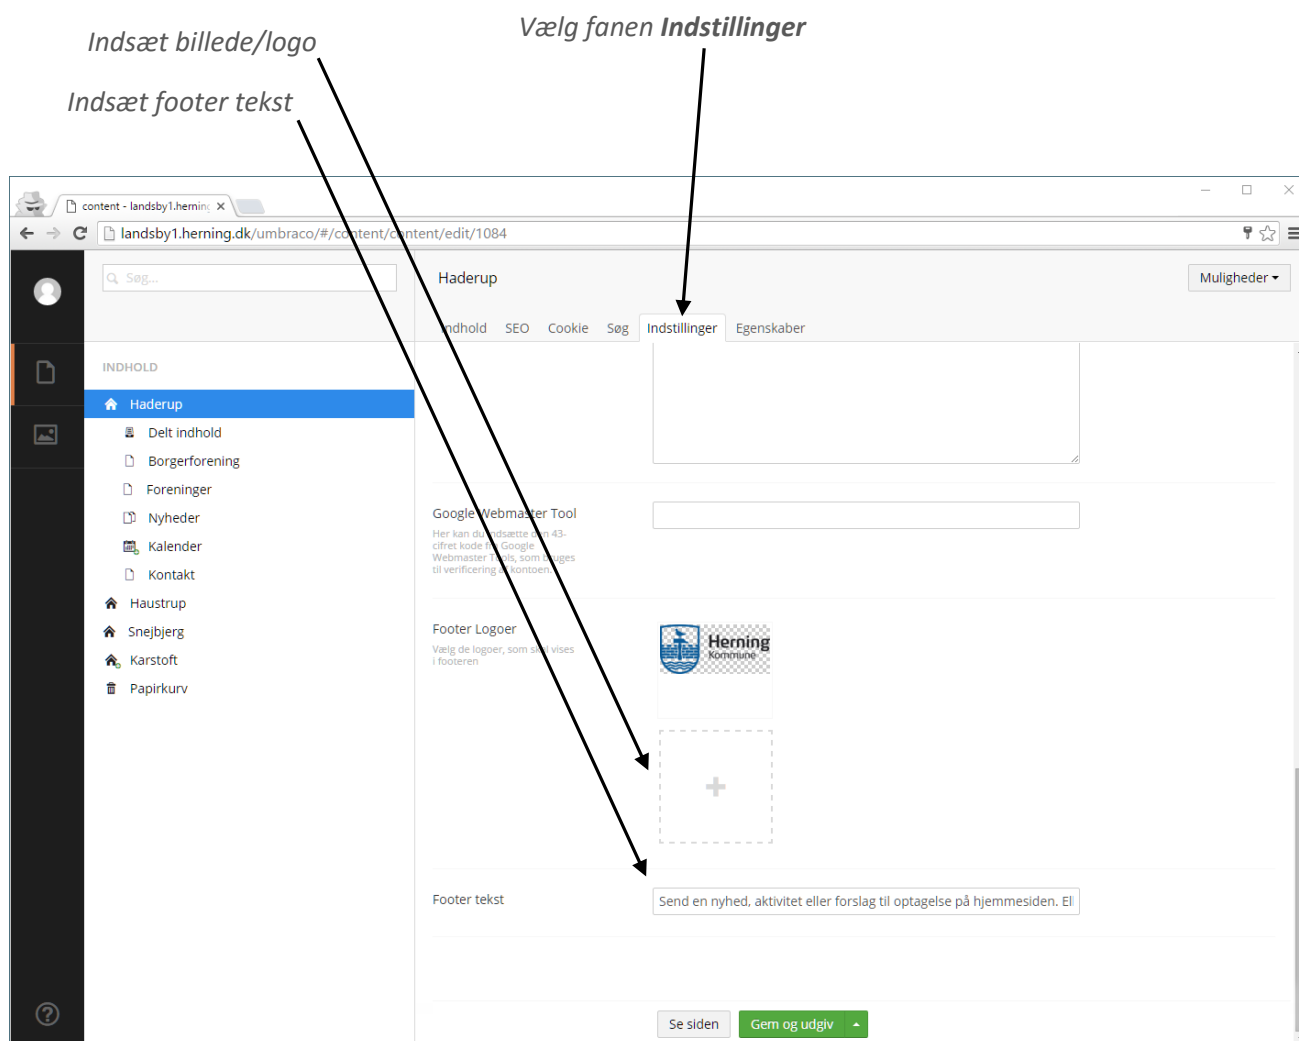 Vælg fanen Indstillinger
Indsæt billede/logo
Indsæt footer tekst
content - landsby1.herning
landsby1.herning.dk/umbraco/#/content/content/edit/1084
Søg...
Haderup
Muligheder
Indhold SEO Cookie Søg Indstillinger Egenskaber
INDHOLD
Haderup
Delt indhold
Borgerforening
Foreninger
Nyheder
Kalender
Kontakt
Haustrup
Snejbjerg
Karstoft
Papirkurv
Google Webmaster Tool
Her kan du indsætte den 43-
cifret kode fra Google
Webmaster Tools, som bruges
til verificering af kontoen.
Footer Logoer
Vælg de logoer, som skal vises
i footeren
Herning
Kommune
Footer tekst
Send en nyhed, aktivitet eller forslag til optagelse på hjemmesiden. El
Se siden
Gem og udgiv